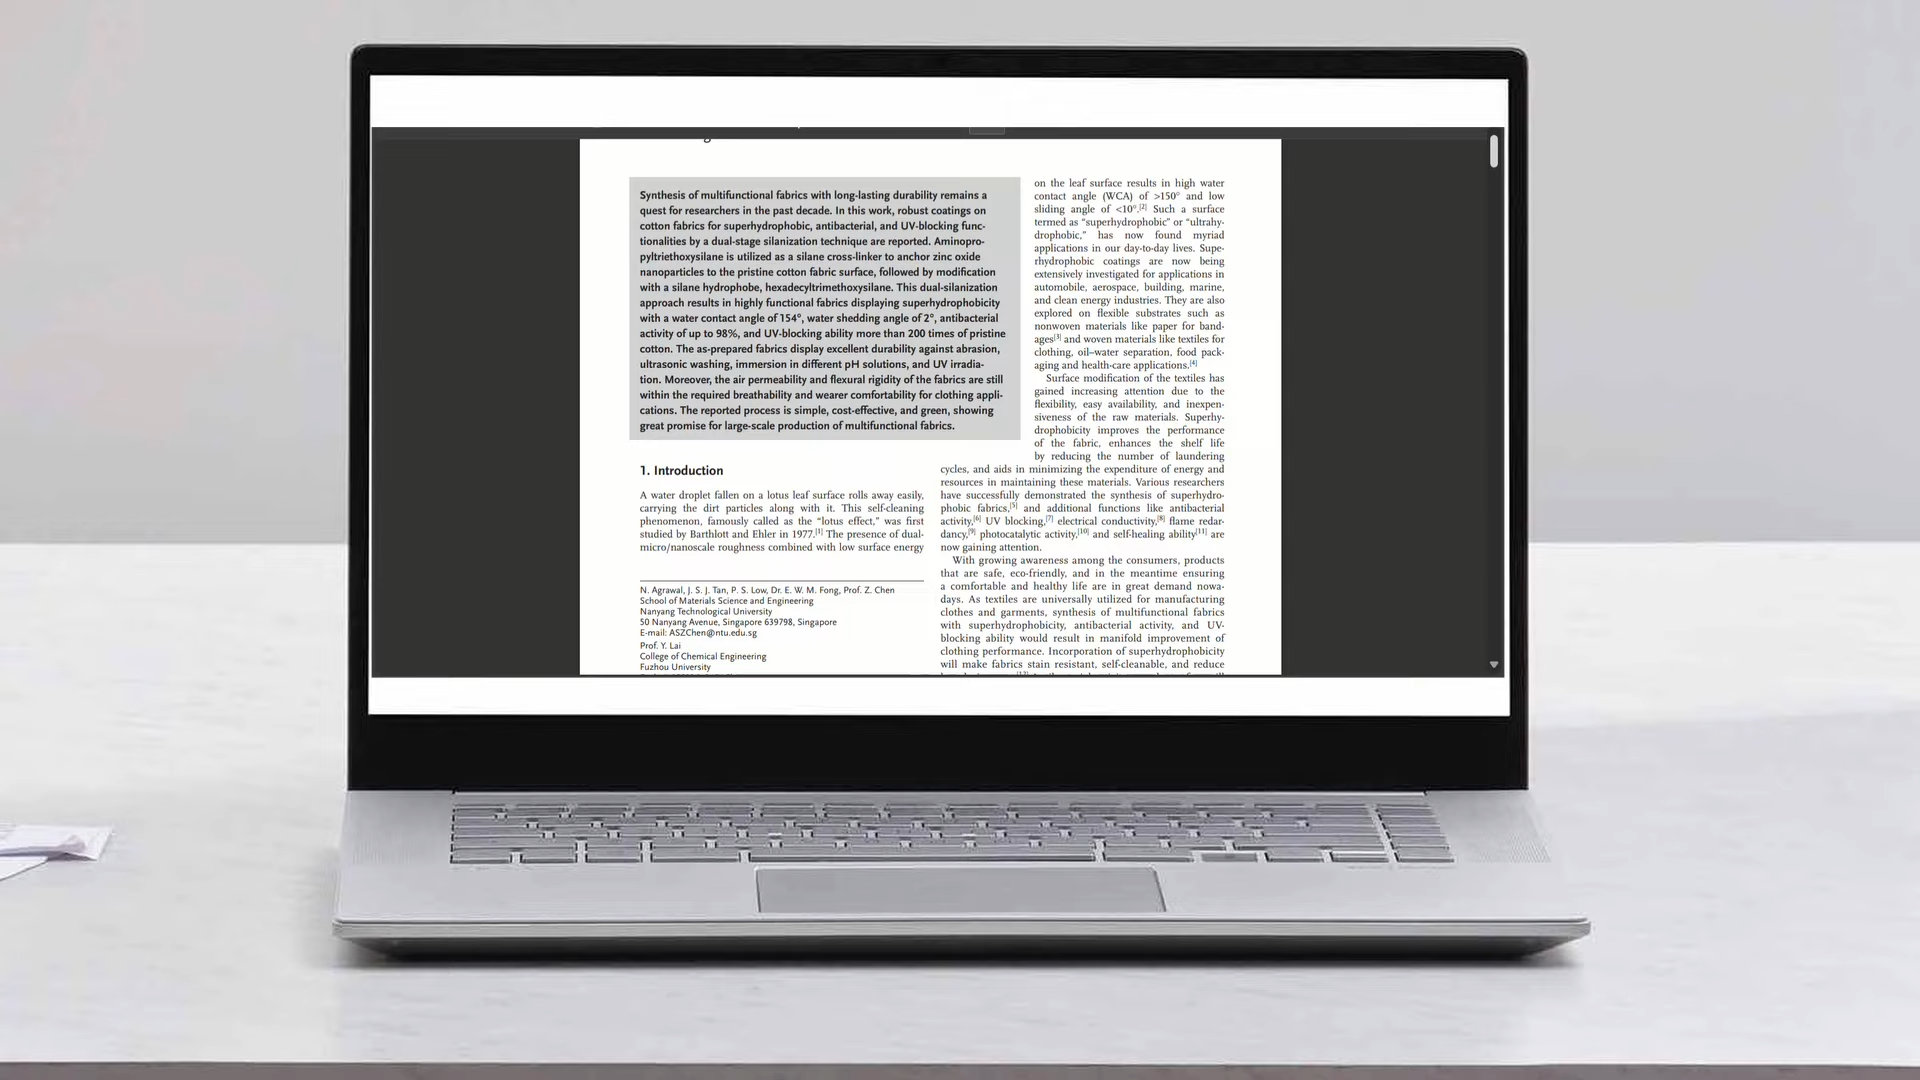 Synthesis of multifunctional fabrics with long-lasting durability remains a
quest for researchers in the past decade. In this work, robust coatings on
cotton fabrics for superhydrophobic, antibacterial, and UV-blocking func-
tionalities by a dual-stage silanization technique are reported. Aminopro-
pyltriethoxysilane is utilized as a silane cross-linker to anchor zinc oxide
nanoparticles to the pristine cotton fabric surface, followed by modification
with a silane hydrophobe, hexadecyltrimethoxysilane. This dual-silanization
approach results in highly functional fabrics displaying superhydrophobicity
with a water contact angle of 154°, water shedding angle of 2°, antibacterial
activity of up to 98%, and UV-blocking ability more than 200 times of pristine
cotton. The as-prepared fabrics display excellent durability against abrasion,
ultrasonic washing, immersion in different pH solutions, and UV irradia-
tion. Moreover, the air permeability and flexural rigidity of the fabrics are still
within the required breathability and wearer comfortability for clothing appli-
cations. The reported process is simple, cost-effective, and green, showing
great promise for large-scale production of multifunctional fabrics.
1. Introduction
A water droplet fallen on a lotus leaf surface rolls away easily,
carrying the dirt particles along with it. This self-cleaning
phenomenon, famously called as the “lotus effect,” was first
studied by Barthlott and Ehler in 1977.[1] The presence of dual-
micro/nanoscale roughness combined with low surface energy
N. Agrawal, J. S. J. Tan, P. S. Low, Dr. E. W. M. Fong, Prof. Z. Chen
School of Materials Science and Engineering
Nanyang Technological University
50 Nanyang Avenue, Singapore 639798, Singapore
E-mail: ASZChen@ntu.edu.sg
Prof. Y. Lai
College of Chemical Engineering
Fuzhou University
on the leaf surface results in high water
contact angle (WCA) of >150° and low
sliding angle of <10°.[2] Such a surface
termed as “superhydrophobic” or “ultrahy-
drophobic,” has now found myriad
applications in our day-to-day lives. Supe-
rhydrophobic coatings are now being
extensively investigated for applications in
automobile, aerospace, building, marine,
and clean energy industries. They are also
explored on flexible substrates such as
nonwoven materials like paper for band-
ages[3] and woven materials like textiles for
clothing, oil–water separation, food pack-
aging and health-care applications.[4]
Surface modification of the textiles has
gained increasing attention due to the
flexibility, easy availability, and inexpen-
siveness of the raw materials. Superhy-
drophobicity improves the performance
of the fabric, enhances the shelf life
by reducing the number of laundering
cycles, and aids in minimizing the expenditure of energy and
resources in maintaining these materials. Various researchers
have successfully demonstrated the synthesis of superhydro-
phobic fabrics,[5] and additional functions like antibacterial
activity,[6] UV blocking,[7] electrical conductivity,[8] flame redar-
dancy,[9] photocatalytic activity,[10] and self-healing ability[11] are
now gaining attention.
With growing awareness among the consumers, products
that are safe, eco-friendly, and in the meantime ensuring
a comfortable and healthy life are in great demand nowa-
days. As textiles are universally utilized for manufacturing
clothes and garments, synthesis of multifunctional fabrics
with superhydrophobicity, antibacterial activity, and UV-
blocking ability would result in manifold improvement of
clothing performance. Incorporation of superhydrophobicity
will make fabrics stain resistant, self-cleanable, and reduce